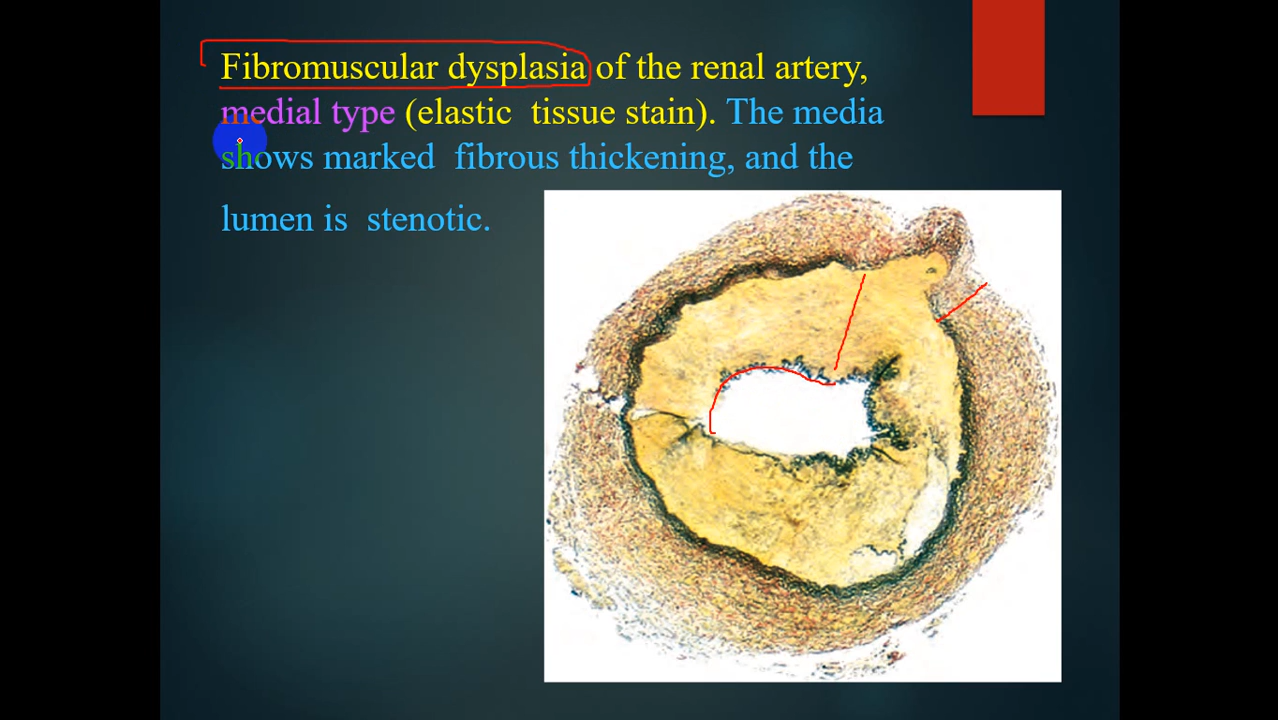 Fibromuscular dysplasia of the renal artery,
medial type (elastic tissue stain). The media
shows marked fibrous thickening, and the
lumen is stenotic.